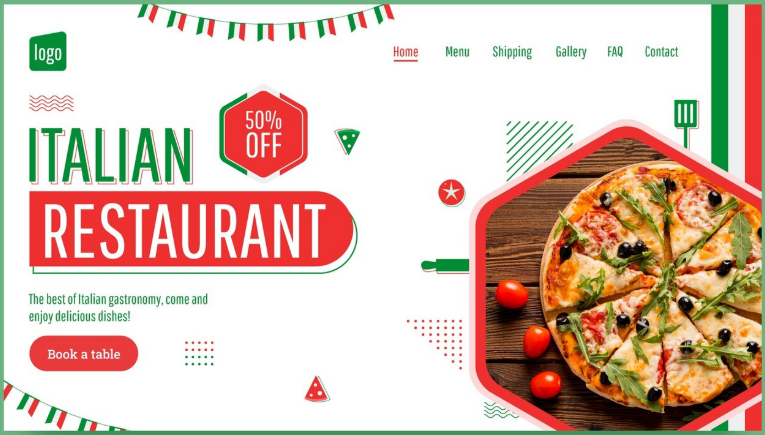 logo
Home Menu Shipping Gallery FAQ Contact
50%
OFF
ITALIAN
RESTAURANT
The best of Italian gastronomy, come and
enjoy delicious dishes!
Book a table